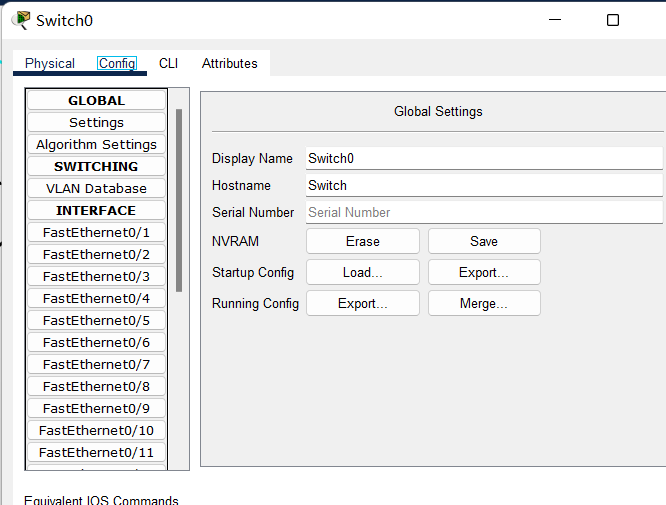 Switch0
Physical Config CLI Attributes
GLOBAL
Settings
Algorithm Settings
SWITCHING
VLAN Database
INTERFACE
FastEthernet0/1
FastEthernet0/2
FastEthernet0/3
FastEthernet0/4
FastEthernet0/5
FastEthernet0/6
FastEthernet0/7
FastEthernet0/8
FastEthernet0/9
FastEthernet0/10
FastEthernet0/11
Global Settings
Display Name Switch0
Hostname Switch
Serial Number Serial Number
NVRAM Erase Save
Startup Config Load... Export...
Running Config Export... Merge...
Equivalent IOS Commands